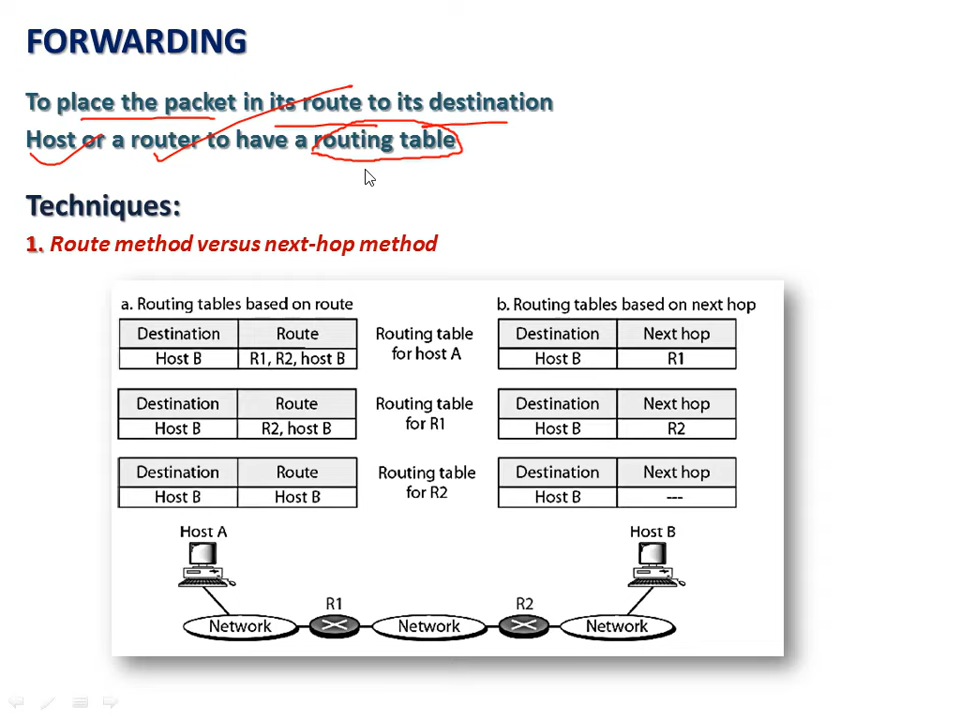 FORWARDING
To place the packet in its route to its destination
Host or a router to have a routing table
Techniques:
1. Route method versus next-hop method
a. Routing tables based on route
b. Routing tables based on next hop
Destination Route
Host B R1, R2, host B
Routing table
for host A
Destination Next hop
Host B R1
Destination Route
Host B R2, host B
Routing table
for R1
Destination Next hop
Host B R2
Destination Route
Host B Host B
Routing table
for R2
Destination Next hop
Host B ---
Host A
Host B
R1
R2
Network
Network
Network